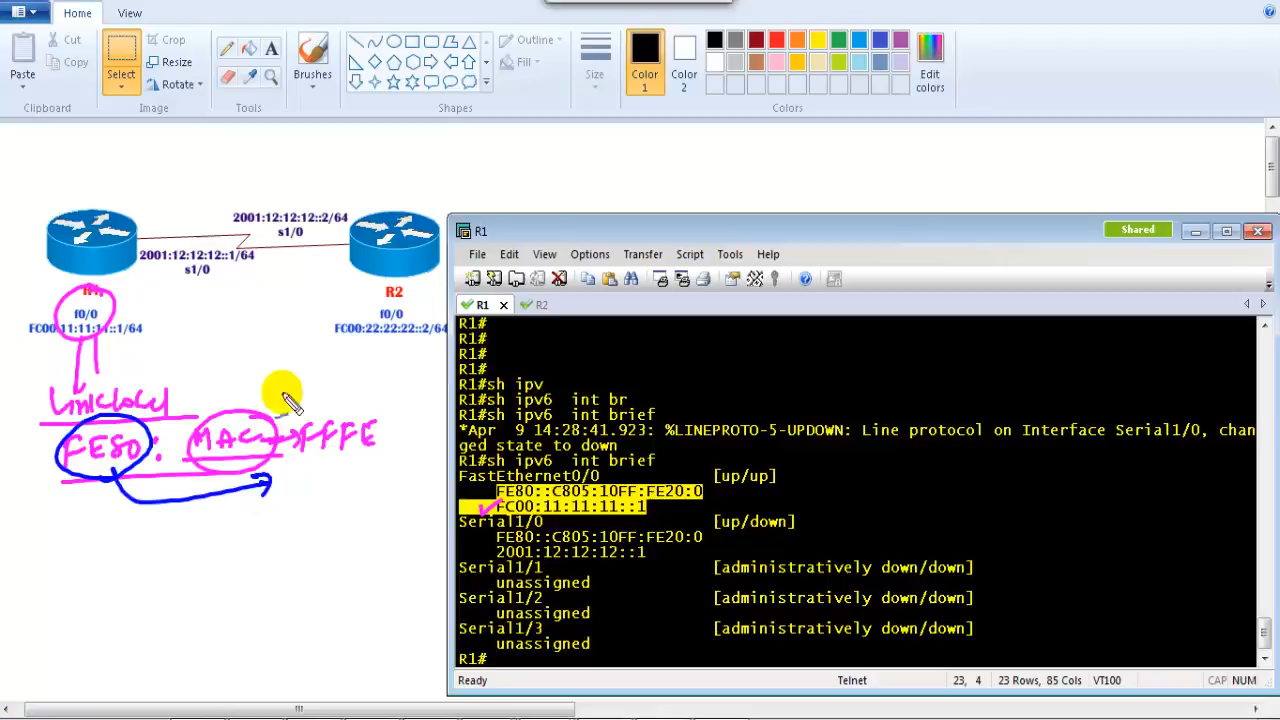 Home
View
Paste
Cut
Copy
Clipboard
Select
Crop
Resize
Rotate
Image
Tools
Brushes
Shapes
Outline
Fill
Size
Color
1
Color
2
Edit
colors
Colors
2001:12:12:12::2/64
s1/0
2001:12:12:12::1/64
s1/0
f0/0
FC00:11:11:11::1/64
R2
f0/0
FC00:22:22:22::2/64
Link local
FE80: MAC → FFFE
R1
Shared
File Edit View Options Transfer Script Tools Help
R1 R2
R1#
R1#
R1#
R1#
R1#sh ipv
R1#sh ipv6  int br
R1#sh ipv6  int brief
*Apr  9 14:28:41.923: %LINEPROTO-5-UPDOWN: Line protocol on Interface Serial1/0, chan
ged state to down
R1#sh ipv6  int brief
FastEthernet0/0 [up/up]
FE80::C805:10FF:FE20:0
FC00:11:11:11::1
Serial1/0 [up/down]
FE80::C805:10FF:FE20:0
2001:12:12:12::1
Serial1/1 [administratively down/down]
unassigned
Serial1/2 [administratively down/down]
unassigned
Serial1/3 [administratively down/down]
unassigned
R1#
Ready Telnet 23, 4 23 Rows, 85 Cols VT100 CAP NUM